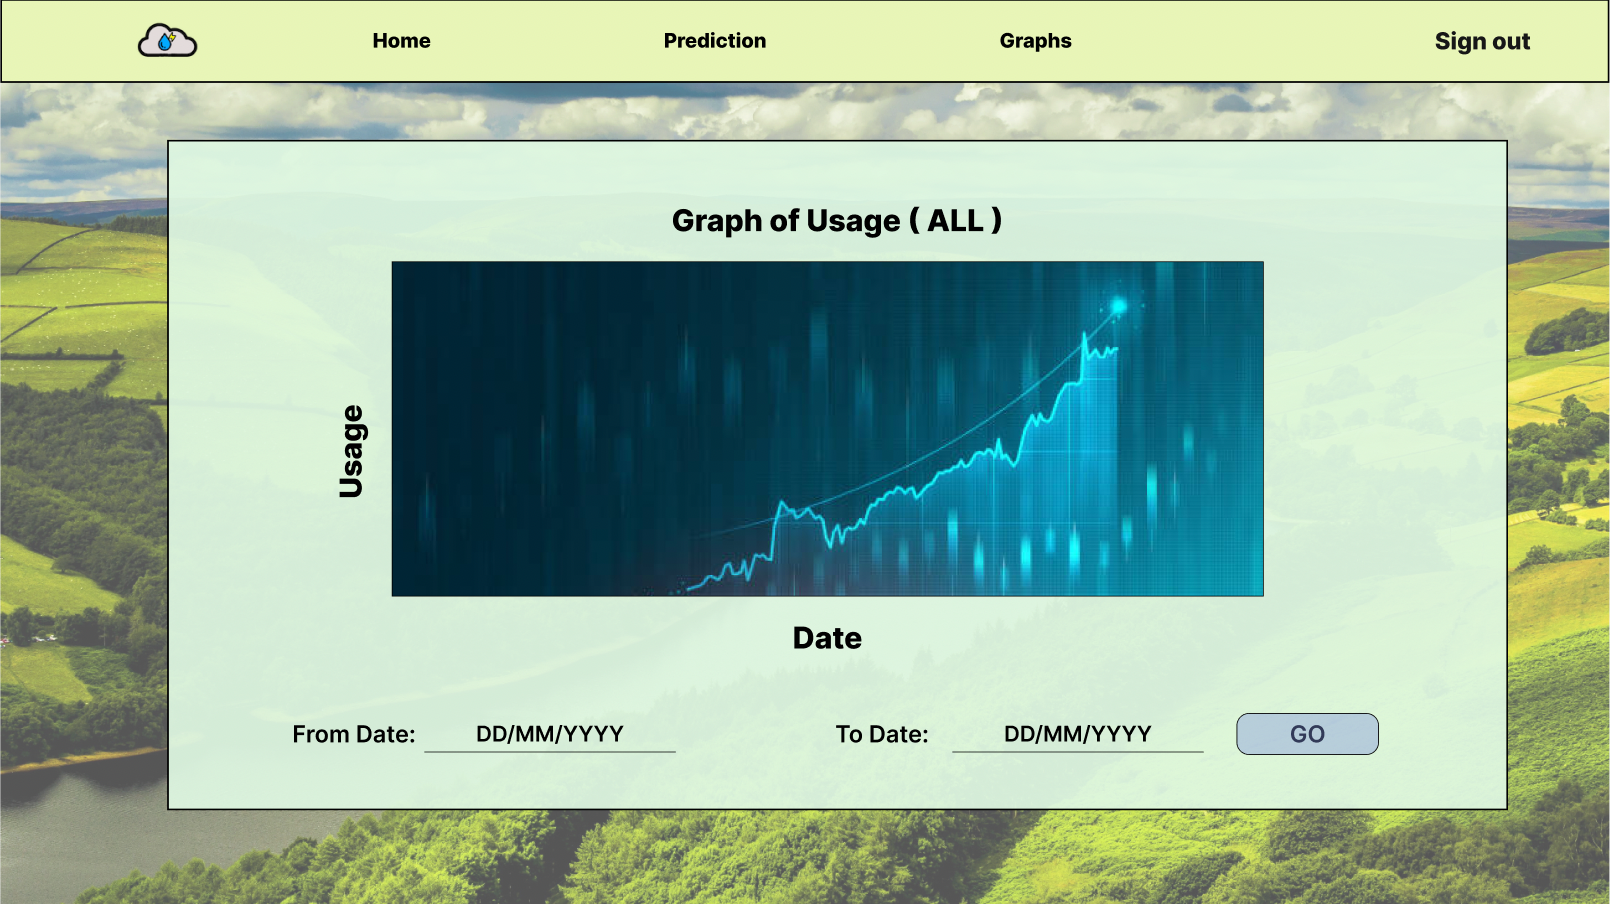 Home Prediction Graphs Sign out
Graph of Usage ( ALL )
Usage
Date
From Date: DD/MM/YYYY To Date: DD/MM/YYYY GO